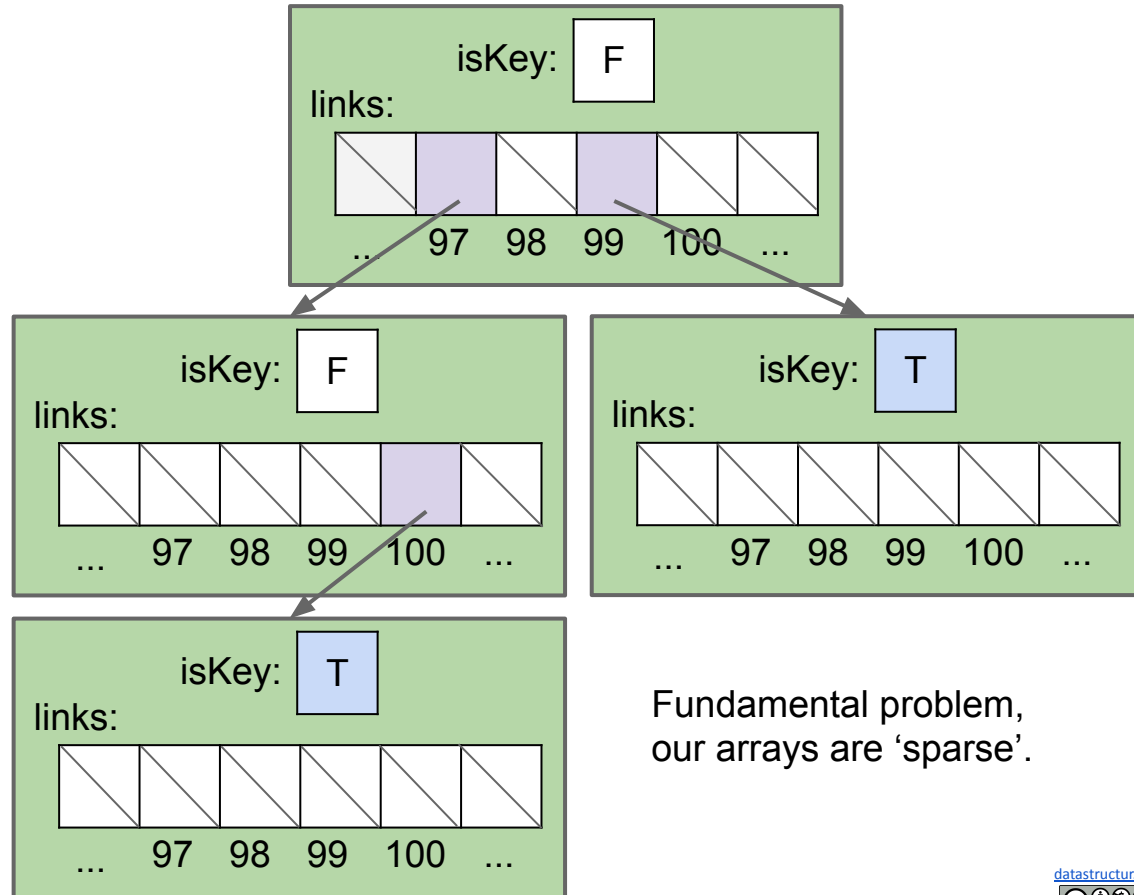 isKey: F
links:
... 97 98 99 100 ...
isKey: F
links:
... 97 98 99 100 ...
isKey: T
links:
... 97 98 99 100 ...
isKey: T
links:
... 97 98 99 100 ...
Fundamental problem,
our arrays are ‘sparse’.
datastructur